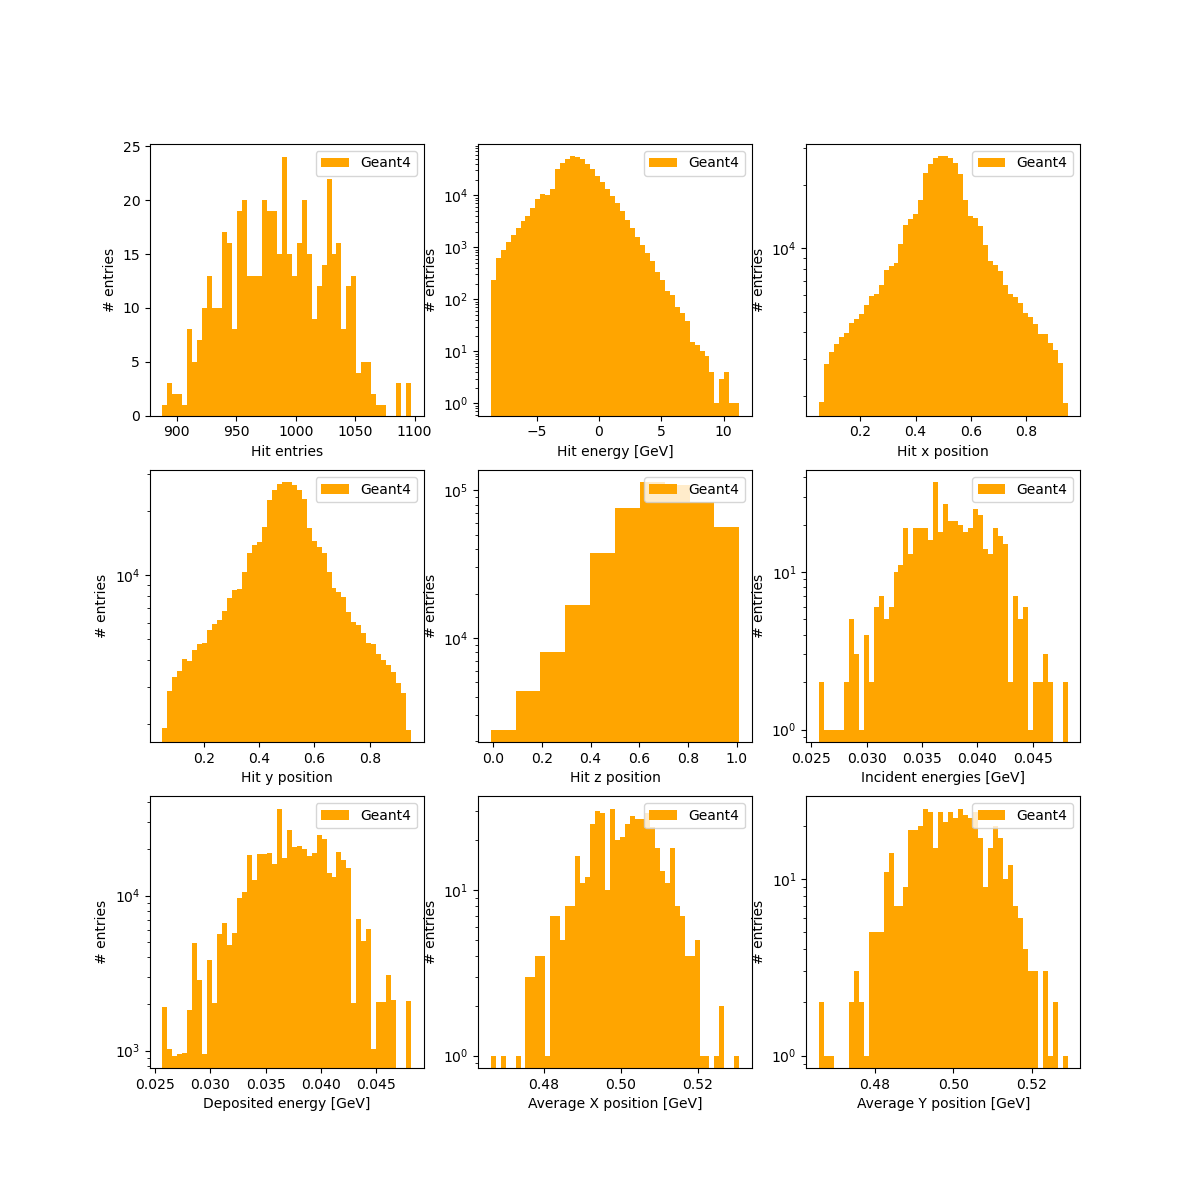 # entries
25
20
15
10
5
0
Geant4
900 950 1000 1050 1100
Hit entries
# entries
10^4
10^3
10^2
10^1
10^0
Geant4
−5 0 5 10
Hit energy [GeV]
# entries
10^4
Geant4
0.2 0.4 0.6 0.8
Hit x position
# entries
10^4
Geant4
0.2 0.4 0.6 0.8
Hit y position
# entries
10^5
10^4
Geant4
0.0 0.2 0.4 0.6 0.8 1.0
Hit z position
# entries
10^1
10^0
Geant4
0.025 0.030 0.035 0.040 0.045
Incident energies [GeV]
# entries
10^4
10^3
Geant4
0.025 0.030 0.035 0.040 0.045
Deposited energy [GeV]
# entries
10^1
10^0
Geant4
0.48 0.50 0.52
Average X position [GeV]
# entries
10^1
10^0
Geant4
0.48 0.50 0.52
Average Y position [GeV]